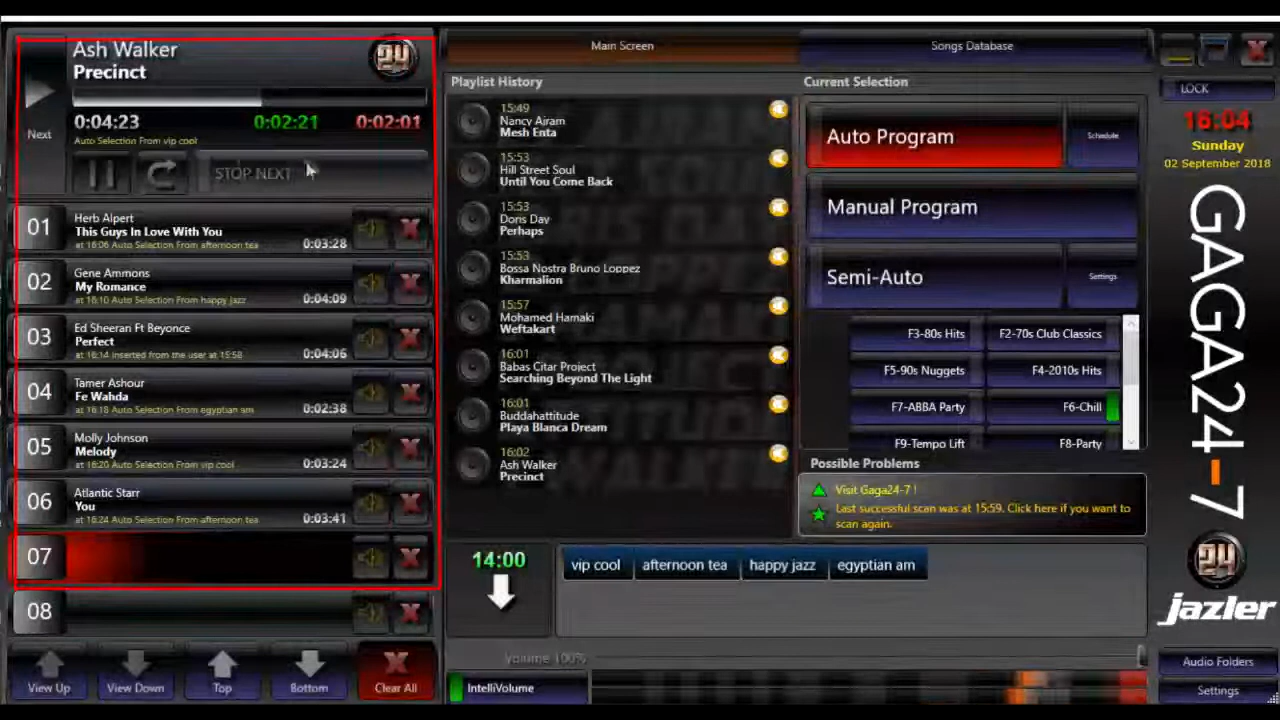 Ash Walker
Precinct
24
Next
0:04:23 0:02:21 0:02:01
Auto Selection From vip cool
STOP NEXT
01 Herb Alpert
This Guys In Love With You
at 16:06 Auto Selection From afternoon tea 0:03:28
02 Gene Ammons
My Romance
at 16:10 Auto Selection From happy jazz 0:04:09
03 Ed Sheeran Ft Beyonce
Perfect
at 16:14 Inserted from the user at 15:58 0:04:06
04 Tamer Ashour
Fe Wahda
at 16:18 Auto Selection From egyptian am 0:02:38
05 Molly Johnson
Melody
at 16:20 Auto Selection From vip cool 0:03:24
06 Atlantic Starr
You
at 16:24 Auto Selection From afternoon tea 0:03:41
07
08
View Up View Down Top Bottom Clear All
Main Screen Songs Database
Playlist History
15:49
Nancy Ajram
Mesh Enta
15:53
Hill Street Soul
Until You Come Back
15:53
Doris Day
Perhaps
15:53
Bossa Nostra Bruno Loppez
Kharmalion
15:57
Mohamed Hamaki
Weftakart
16:01
Babas Citar Project
Searching Beyond The Light
16:01
Buddahattitude
Playa Blanca Dream
16:02
Ash Walker
Precinct
Current Selection
Auto Program Schedule
Manual Program
Semi-Auto Settings
F3-80s Hits F2-70s Club Classics
F5-90s Nuggets F4-2010s Hits
F7-ABBA Party F6-Chill
F9-Tempo Lift F8-Party
Possible Problems
Visit Gaga24-7 !
Last successful scan was at 15:59. Click here if you want to
scan again.
14:00 vip cool afternoon tea happy jazz egyptian am
Volume 100%
IntelliVolume
LOCK
16:04
Sunday
02 September 2018
GAGA24-7
24
jazler
Audio Folders
Settings